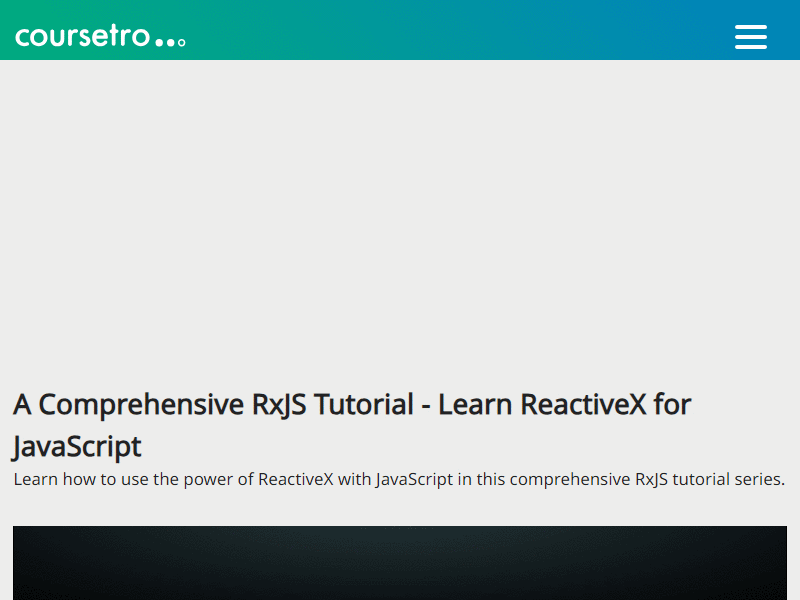 coursetro
A Comprehensive RxJS Tutorial - Learn ReactiveX for
JavaScript
Learn how to use the power of ReactiveX with JavaScript in this comprehensive RxJS tutorial series.